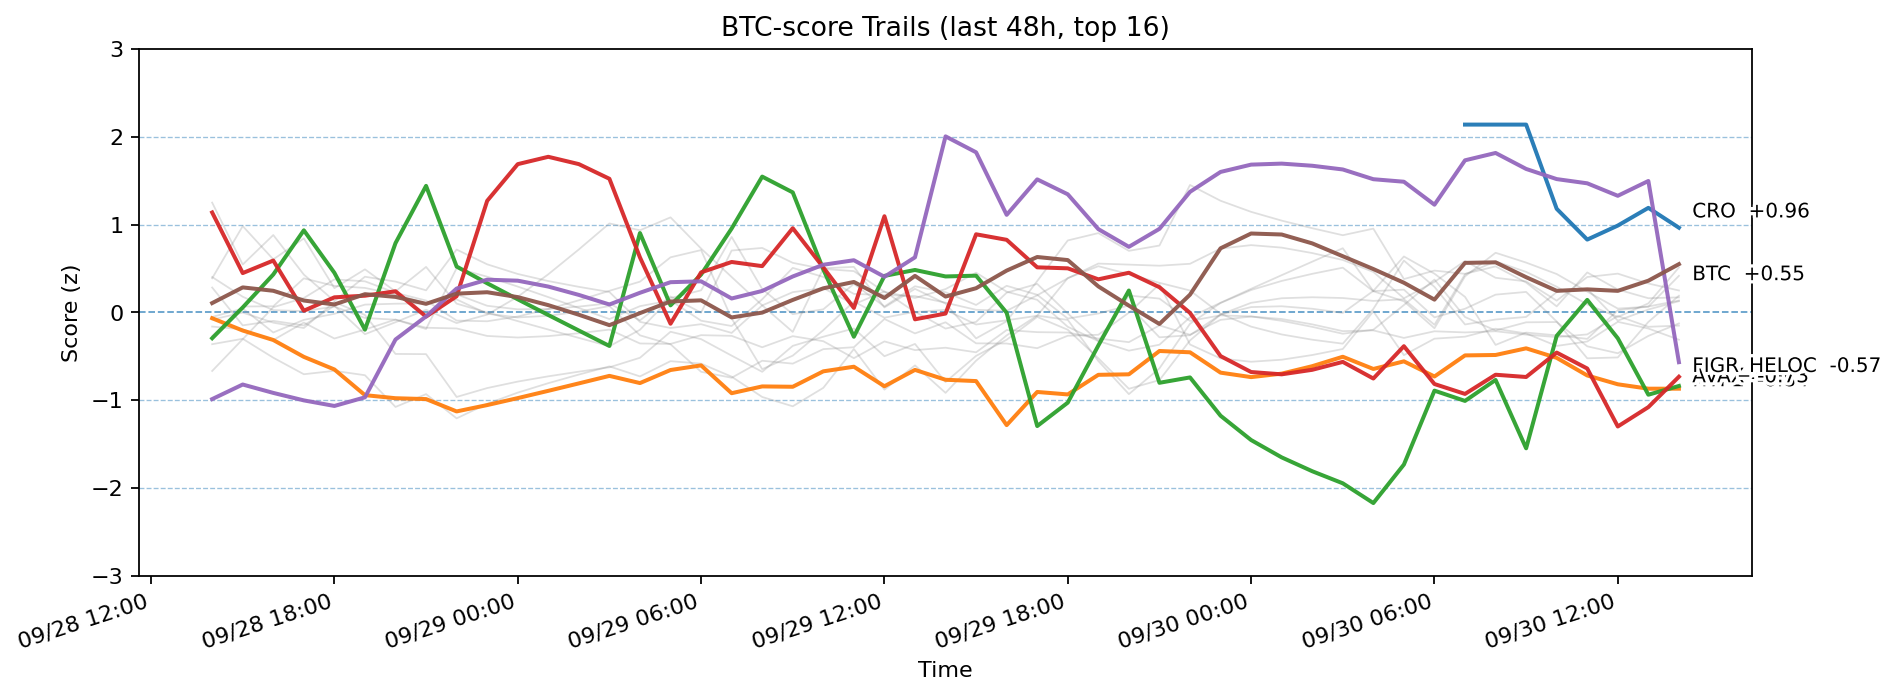 BTC-score Trails (last 48h, top 16)
Score (z)
3
2
1
0
−1
−2
−3
CRO +0.96
BTC +0.55
FIGR_HELOC -0.57
09/28 12:00
09/28 18:00
09/29 00:00
09/29 06:00
09/29 12:00
09/29 18:00
09/30 00:00
09/30 06:00
09/30 12:00
Time